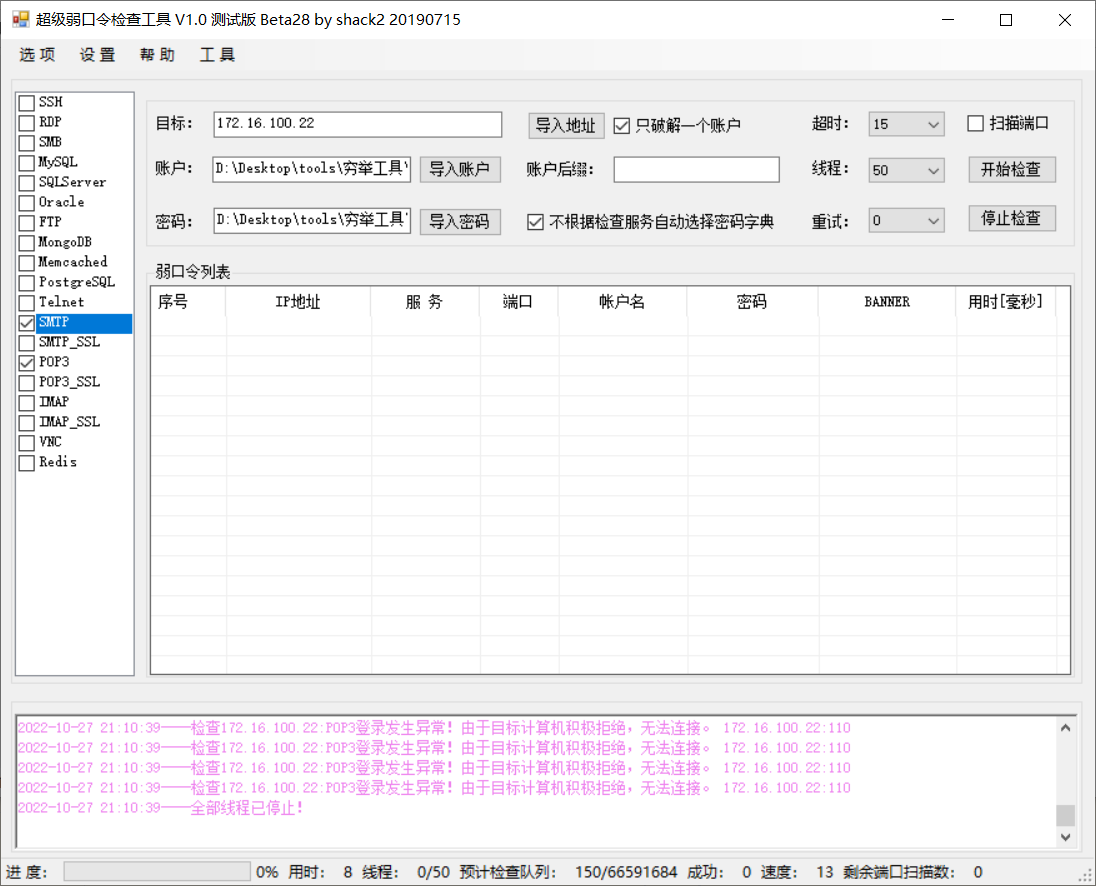 超级弱口令检查工具 V1.0 测试版 Beta28 by shack2 20190715
选项 设置 帮助 工具
SSH
RDP
SMB
MySQL
SQLServer
Oracle
FTP
MongoDB
Memcached
PostgreSQL
Telnet
SMTP
SMTP_SSL
POP3
POP3_SSL
IMAP
IMAP_SSL
VNC
Redis
目标: 172.16.100.22 导入地址 只破解一个账户 超时: 15 扫描端口
账户: D:\Desktop\tools\穷举工具\ 导入账户 账户后缀: 线程: 50 开始检查
密码: D:\Desktop\tools\穷举工具\ 导入密码 不根据检查服务自动选择密码字典 重试: 0 停止检查
弱口令列表
序号 IP地址 服务 端口 帐户名 密码 BANNER 用时[毫秒]
2022-10-27 21:10:39——检查172.16.100.22:POP3登录发生异常！由于目标计算机积极拒绝，无法连接。 172.16.100.22:110
2022-10-27 21:10:39——检查172.16.100.22:POP3登录发生异常！由于目标计算机积极拒绝，无法连接。 172.16.100.22:110
2022-10-27 21:10:39——检查172.16.100.22:POP3登录发生异常！由于目标计算机积极拒绝，无法连接。 172.16.100.22:110
2022-10-27 21:10:39——检查172.16.100.22:POP3登录发生异常！由于目标计算机积极拒绝，无法连接。 172.16.100.22:110
2022-10-27 21:10:39——全部线程已停止！
进度: 0% 用时: 8 线程: 0/50 预计检查队列: 150/66591684 成功: 0 速度: 13 剩余端口扫描数: 0